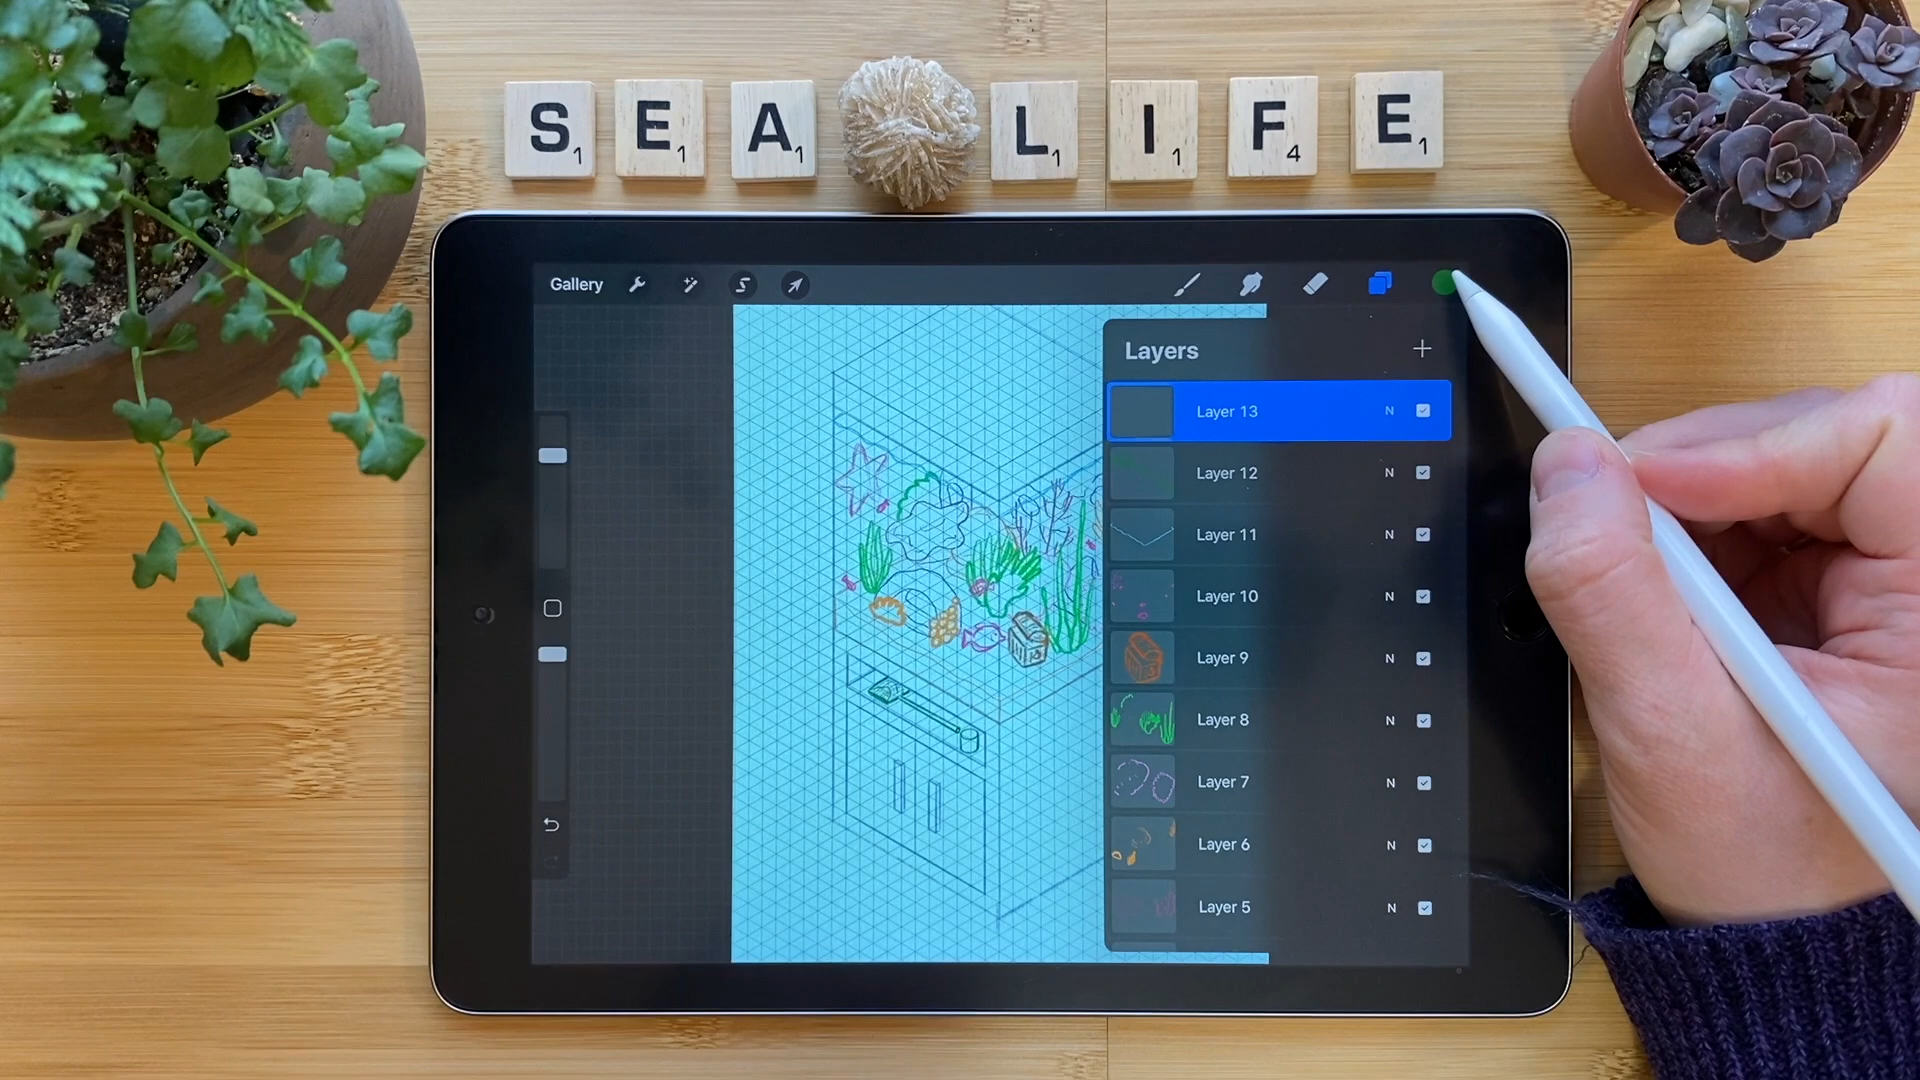 S1 E1 A1 L1 I1 F4 E1
Gallery
Layers
Layer 13 N
Layer 12 N
Layer 11 N
Layer 10 N
Layer 9 N
Layer 8 N
Layer 7 N
Layer 6 N
Layer 5 N